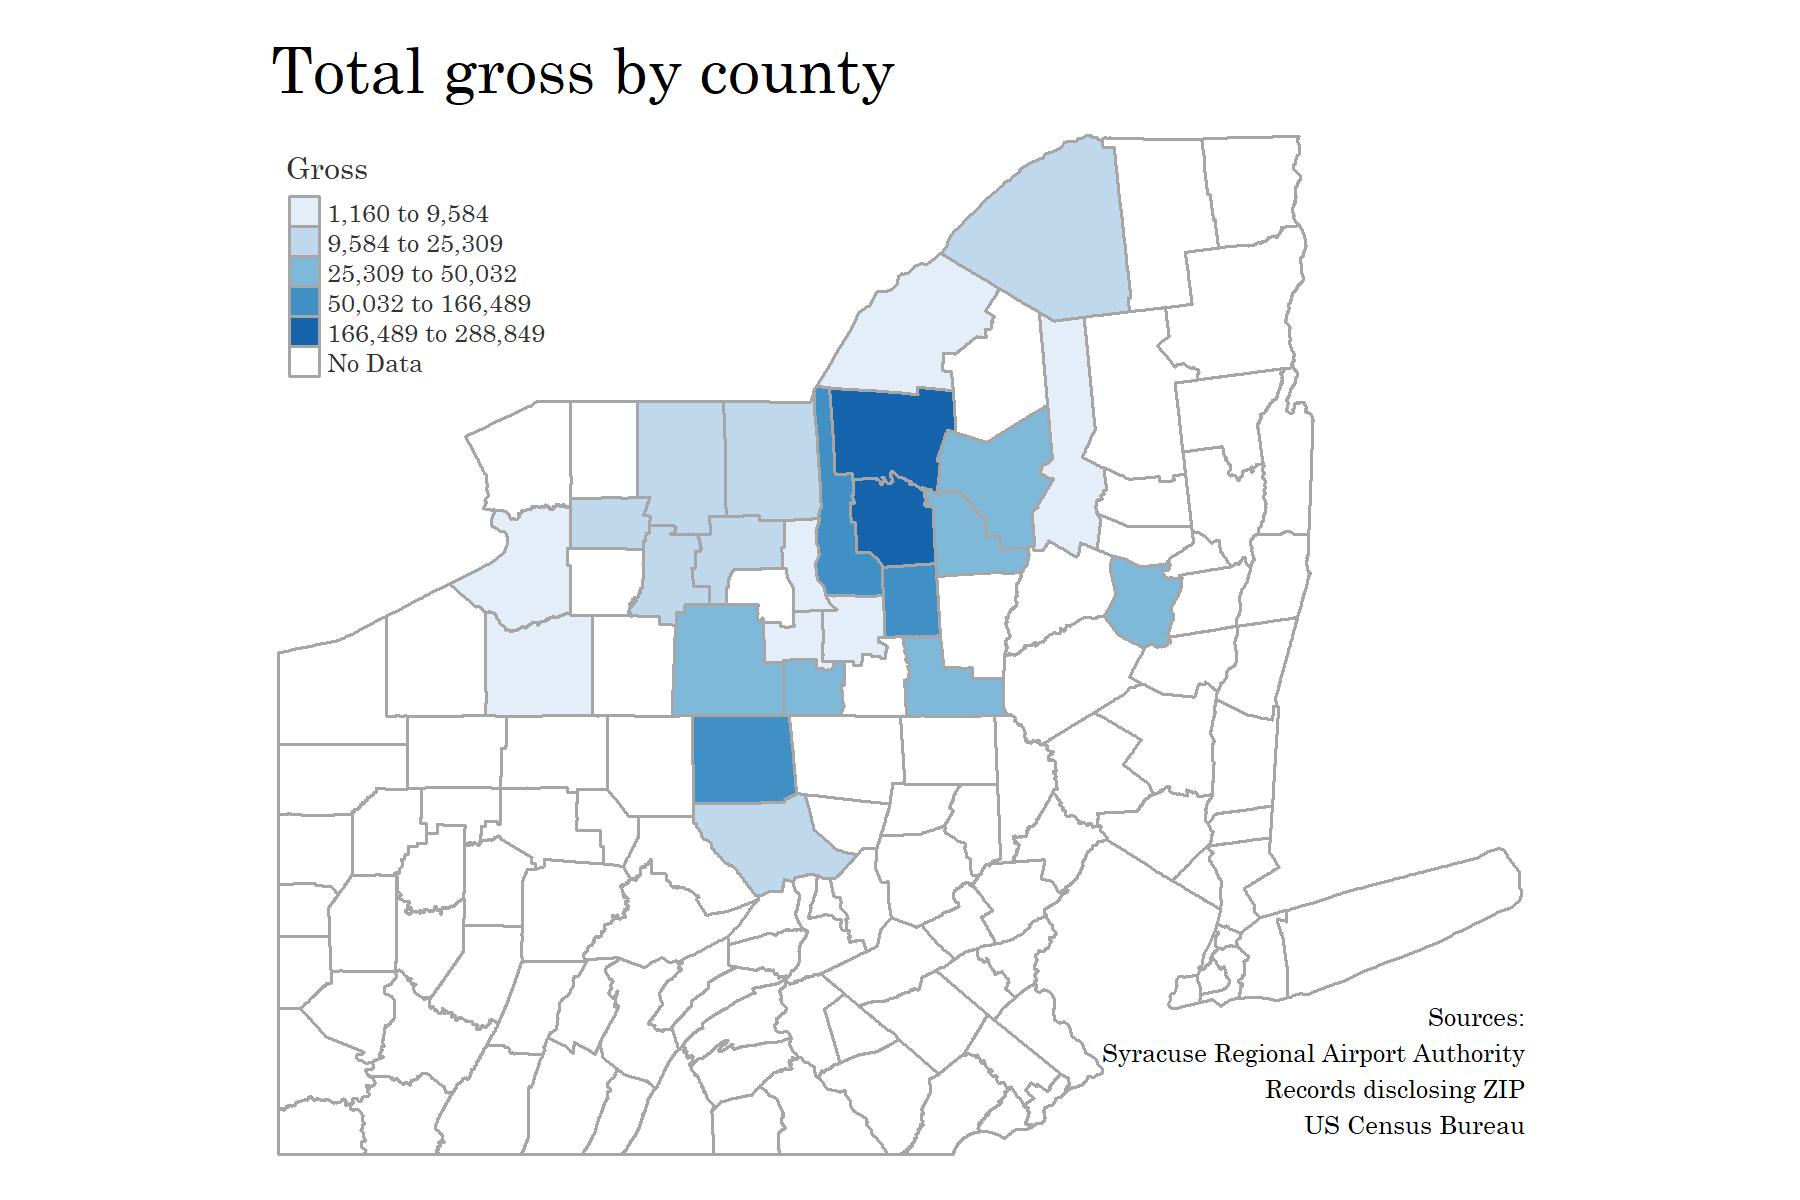 Total gross by county
Gross
1,160 to 9,584
9,584 to 25,309
25,309 to 50,032
50,032 to 166,489
166,489 to 288,849
No Data
Sources:
Syracuse Regional Airport Authority
Records disclosing ZIP
US Census Bureau